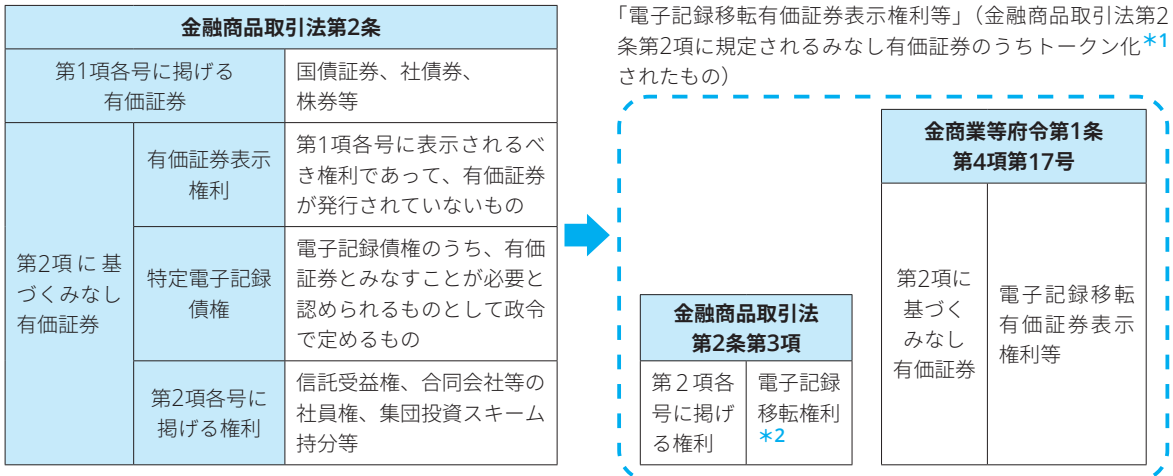 金融商品取引法第2条
第1項各号に掲げる
有価証券
国債証券、社債券、
株券等
第2項に基
づくみなし
有価証券
有価証券表示
権利
第1項各号に表示されるべ
き権利であって、有価証券
が発行されていないもの
特定電子記録
債権
電子記録債権のうち、有価
証券とみなすことが必要と
認められるものとして政令
で定めるもの
第2項各号に
掲げる権利
信託受益権、合同会社等の
社員権、集団投資スキーム
持分等
「電子記録移転有価証券表示権利等」（金融商品取引法第2
条第2項に規定されるみなし有価証券のうちトークン化＊1
されたもの）
金融商品取引法
第2条第3項
第２項各
号に掲げ
る権利
電子記録
移転権利
＊2
金商業等府令第1条
第4項第17号
第2項に
基づく
みなし
有価証券
電子記録移転
有価証券表示
権利等